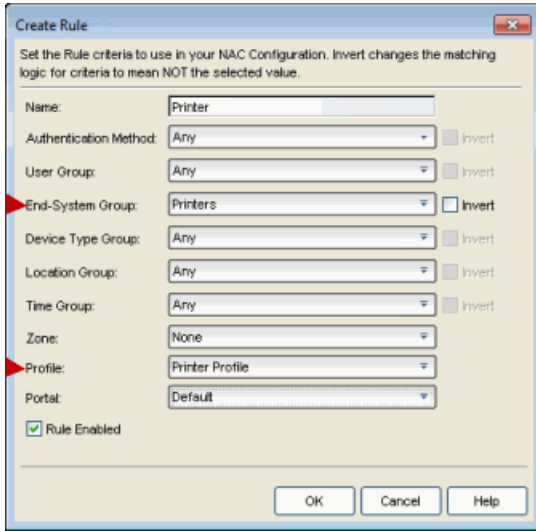 Create Rule
Set the Rule criteria to use in your NAC Configuration. Invert changes the matching
logic for criteria to mean NOT the selected value.
Name: Printer
Authentication Method: Any Invert
User Group: Any Invert
End-System Group: Printers Invert
Device Type Group: Any Invert
Location Group: Any Invert
Time Group: Any Invert
Zone: None
Profile: Printer Profile
Portal: Default
Rule Enabled
OK Cancel Help